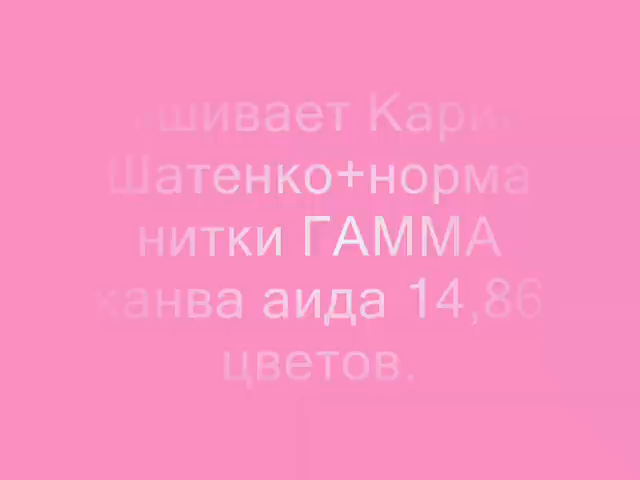 шивает Кари
Шатенко+норма
нитки ГАММА
канва аида 14,86
цветов.